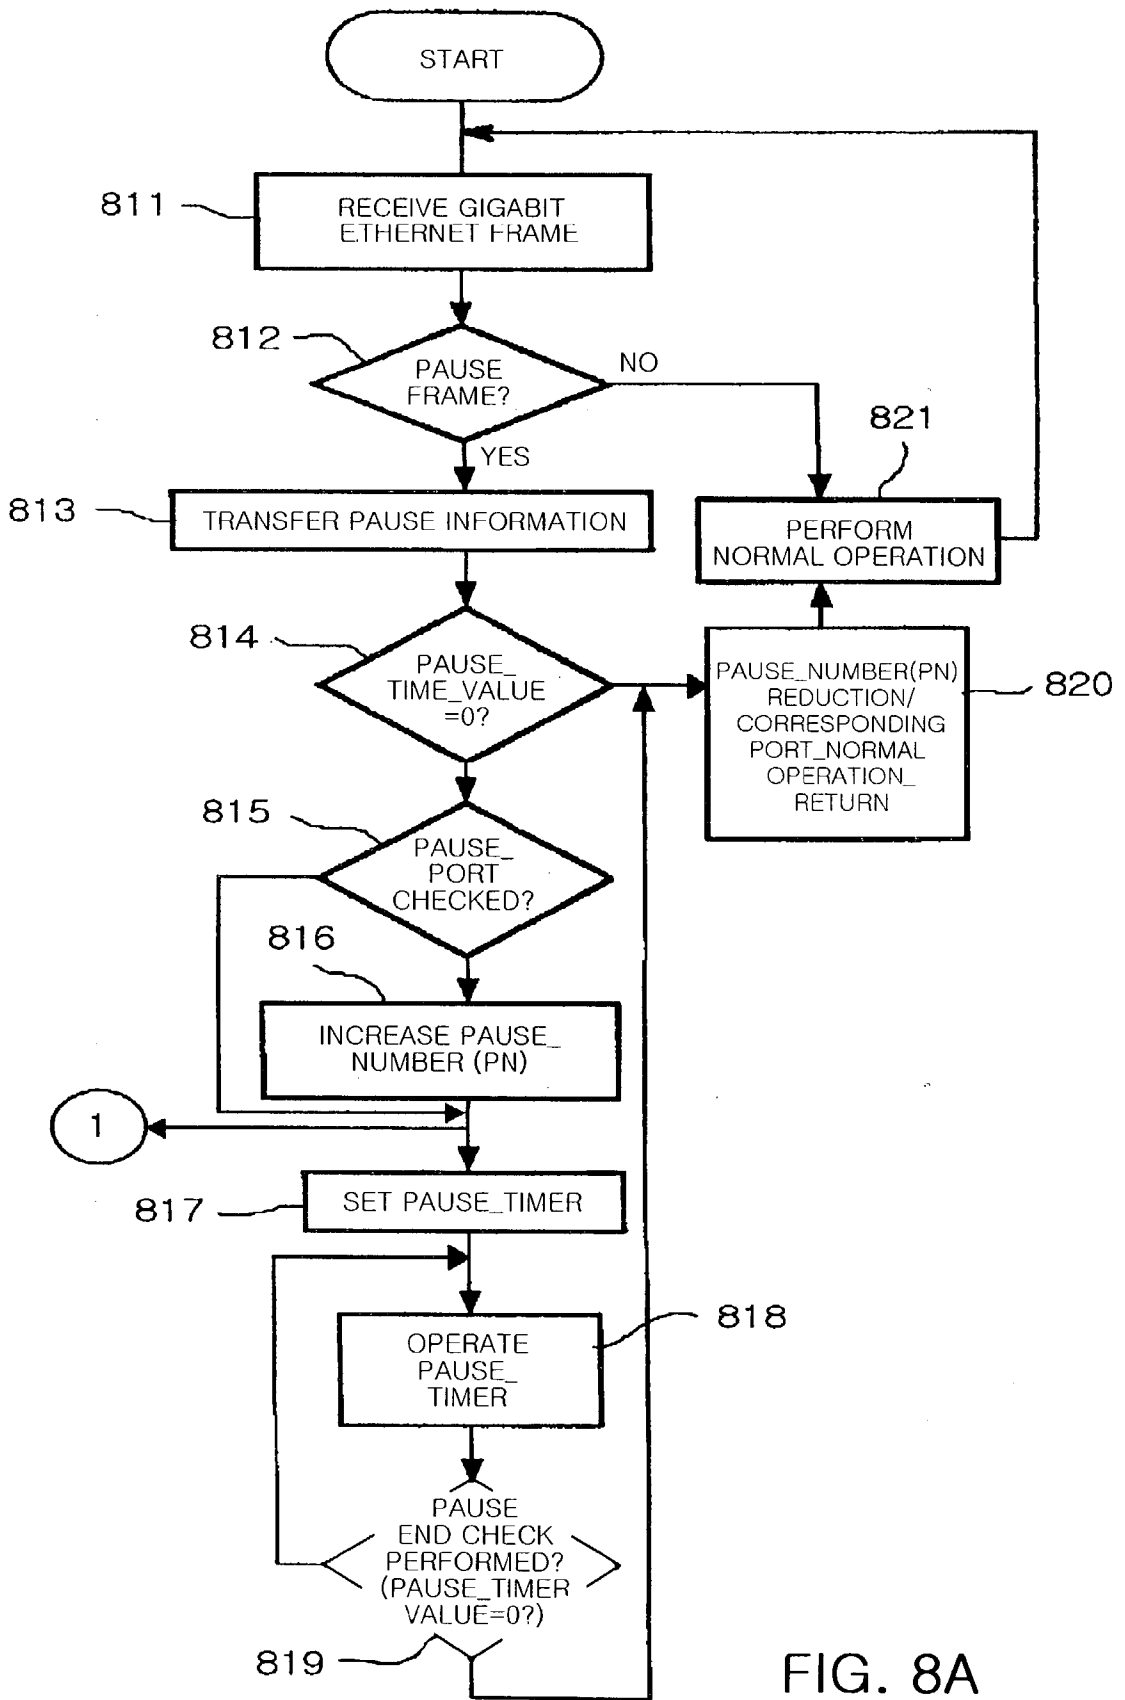 START
811
RECEIVE GIGABIT
ETHERNET FRAME
812
PAUSE
FRAME?
NO
YES
821
813
TRANSFER PAUSE INFORMATION
PERFORM
NORMAL OPERATION
814
PAUSE_
TIME_VALUE
=0?
PAUSE_NUMBER(PN)
REDUCTION/
CORRESPONDING
PORT_NORMAL
OPERATION_
RETURN
820
815
PAUSE_
PORT
CHECKED?
816
INCREASE PAUSE_
NUMBER (PN)
1
817
SET PAUSE_TIMER
818
OPERATE
PAUSE_
TIMER
PAUSE
END CHECK
PERFORMED?
(PAUSE_TIMER
VALUE=0?)
819
FIG. 8A